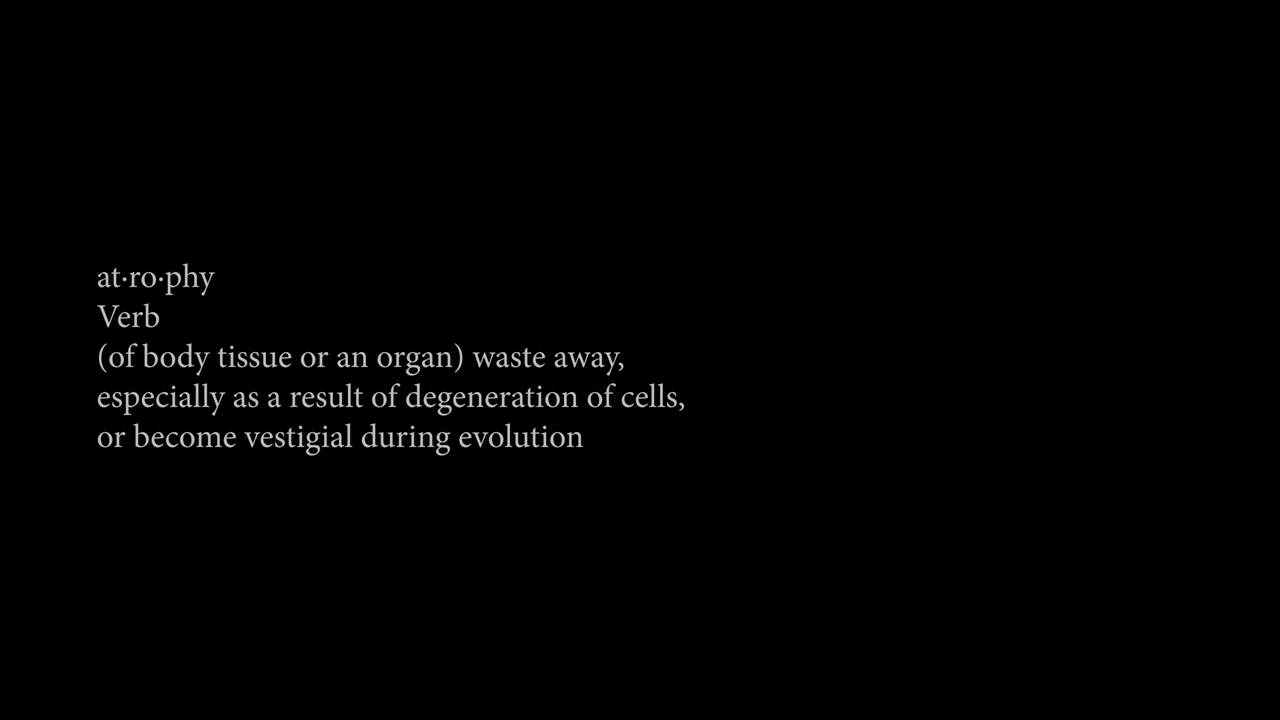 at·ro·phy
Verb
(of body tissue or an organ) waste away,
especially as a result of degeneration of cells,
or become vestigial during evolution